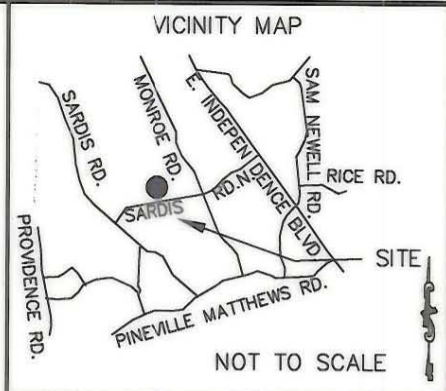 VICINITY MAP
SARDIS RD.
MONROE RD.
E. INDEPENDENCE BLVD
SAM NEWELL RD.
RICE RD.
SARDIS RD.N
PROVIDENCE RD.
SITE
PINEVILLE MATTHEWS RD.
NOT TO SCALE